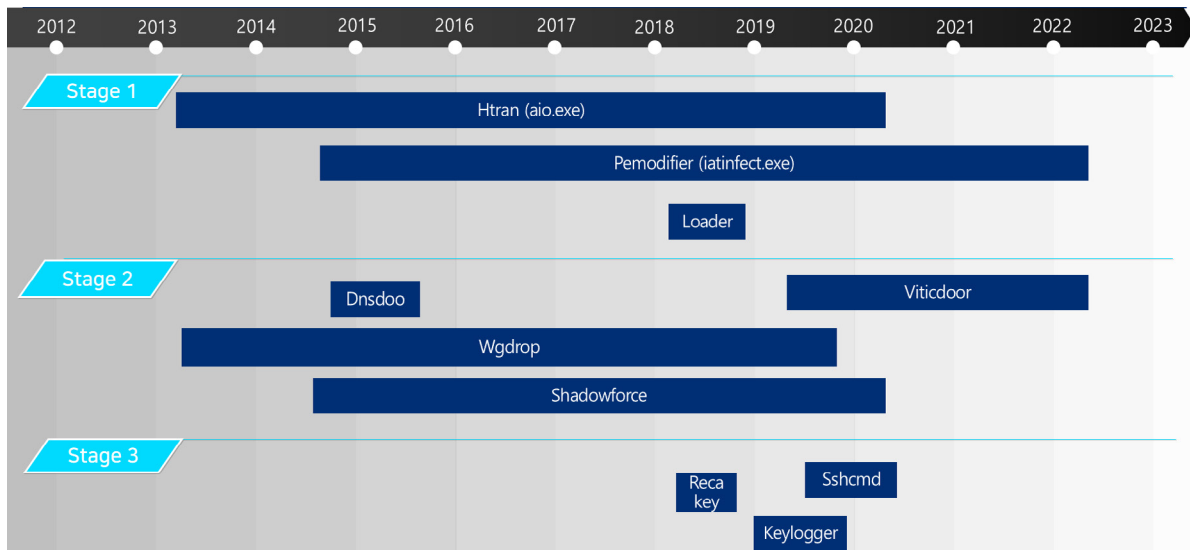 2012 2013 2014 2015 2016 2017 2018 2019 2020 2021 2022 2023
Stage 1
Htran (aio.exe)
Pemodifier (iatinfect.exe)
Loader
Stage 2
Dnsdoo
Viticdoor
Wgdrop
Shadowforce
Stage 3
Reca
key
Sshcmd
Keylogger